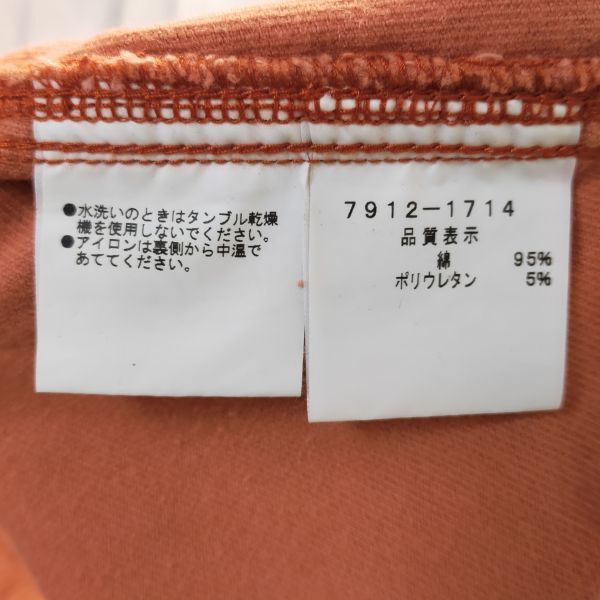 ●水洗いのときはタンブル乾燥
機を使用しないでください。
●アイロンは裏側から中温で
あててください。
7912-1714
品質表示
綿 95%
ポリウレタン 5%